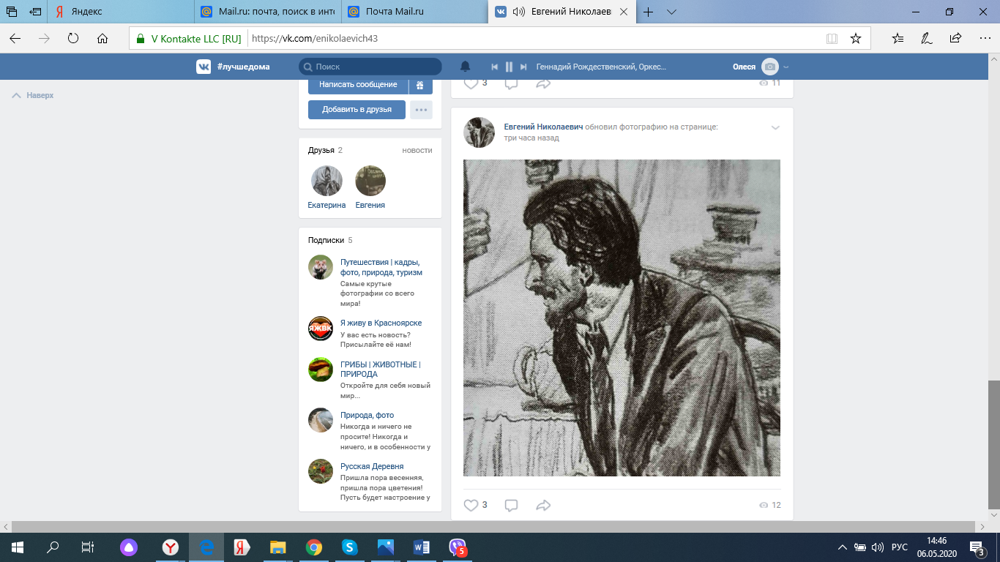 Яндекс
Mail.ru: почта, поиск в инте
Почта Mail.ru
Евгений Николаеви
V Kontakte LLC [RU]
https://vk.com/enikolaevich43
#лучшедома
Поиск
Геннадий Рождественский, Оркес...
Олеся
Наверх
Написать сообщение
Добавить в друзья
Друзья 2
новости
Екатерина
Евгения
Подписки 5
Путешествия | кадры,
фото, природа, туризм
Самые крутые
фотографии со всего
мира!
ЯЖВК
Я живу в Красноярске
У вас есть новость?
Присылайте её нам!
ГРИБЫ | ЖИВОТНЫЕ |
ПРИРОДА
Откройте для себя новый
мир...
Природа, фото
Никогда и ничего не
просите! Никогда и
ничего, и в особенности у
Русская Деревня
Пришла пора весенняя,
пришла пора цветения!
Пусть будет настроение у
3
11
Евгений Николаевич обновил фотографию на странице:
три часа назад
3
12
5
РУС
14:46
06.05.2020
3